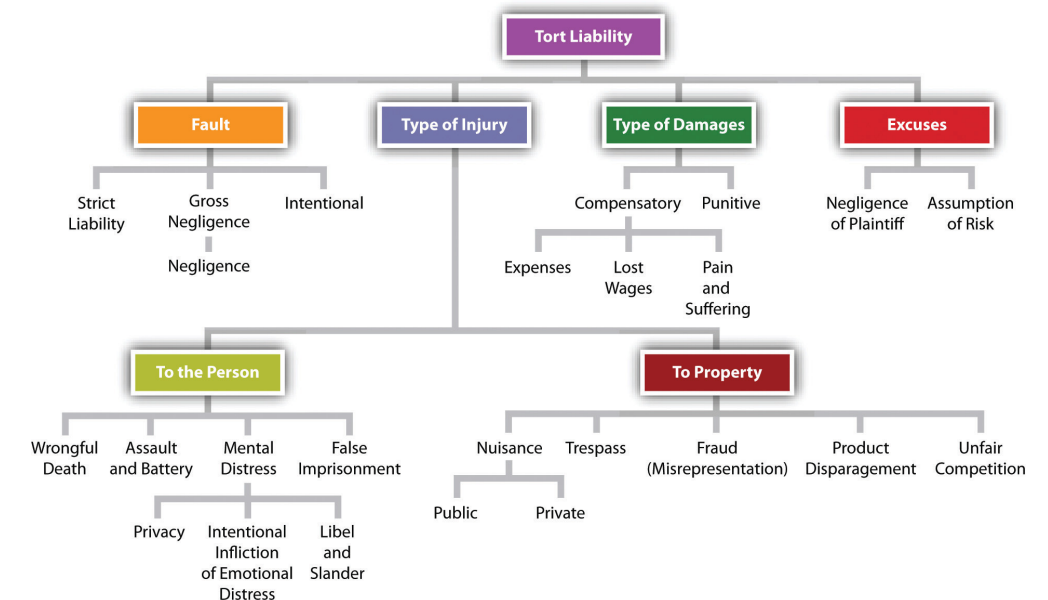 Tort Liability
Fault
Type of Injury
Type of Damages
Excuses
Strict
Liability
Gross
Negligence
Intentional
Negligence
Compensatory
Punitive
Expenses
Lost
Wages
Pain
and
Suffering
Negligence
of Plaintiff
Assumption
of Risk
To the Person
To Property
Wrongful
Death
Assault
and Battery
Mental
Distress
False
Imprisonment
Privacy
Intentional
Infliction
of Emotional
Distress
Libel
and
Slander
Nuisance
Trespass
Fraud
(Misrepresentation)
Product
Disparagement
Unfair
Competition
Public
Private